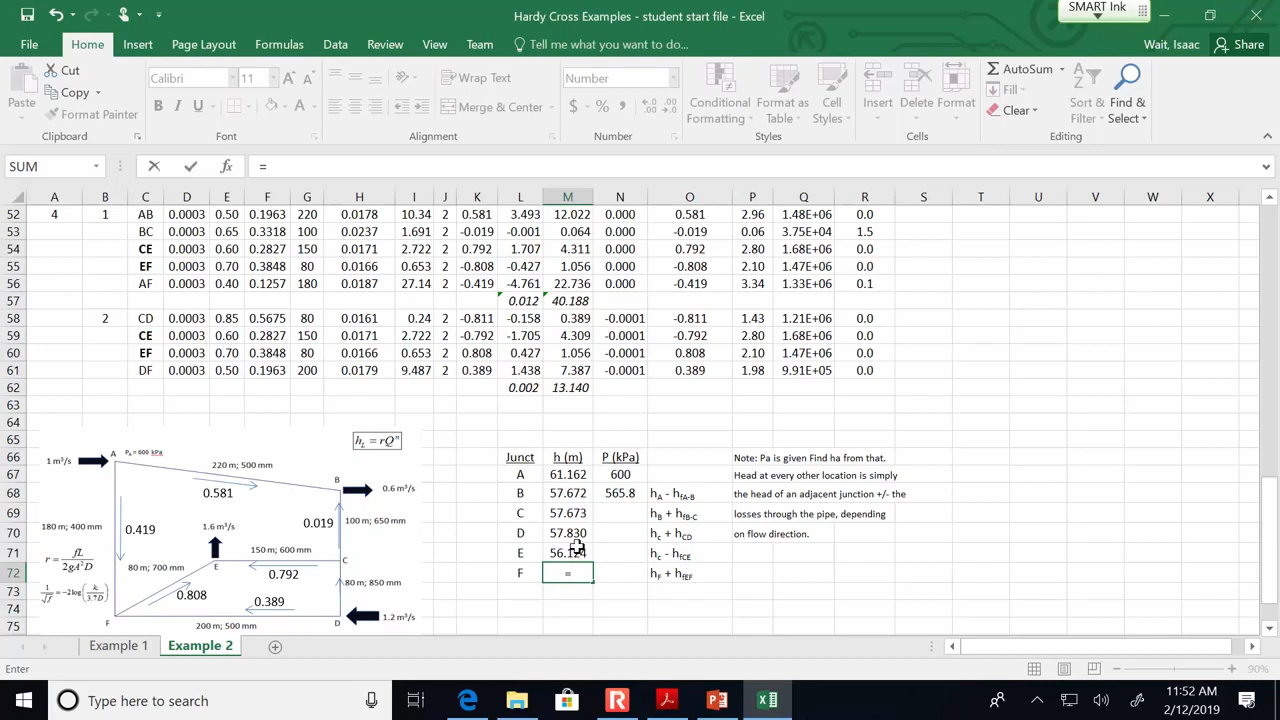 Hardy Cross Examples - student start file - Excel
SMART Ink
File Home Insert Page Layout Formulas Data Review View Team Tell me what you want to do... Wait, Isaac Share
Paste
Cut
Copy
Format Painter
Calibri 11
B I U
Wrap Text
Merge & Center
Number
$ % ,
Conditional Formatting
Format as Table
Cell Styles
Insert Delete Format
AutoSum
Fill
Clear
Sort & Filter
Find & Select
Clipboard Font Alignment Number Styles Cells Editing
SUM =
A B C D E F G H I J K L M N O P Q R S T U V W X
52 4 1 AB 0.0003 0.50 0.1963 220 0.0178 10.34 2 0.581 3.493 12.022 0.000 0.581 2.96 1.48E+06 0.0
53 BC 0.0003 0.65 0.3318 100 0.0237 1.691 2 -0.019 -0.001 0.064 0.000 -0.019 0.06 3.75E+04 1.5
54 CE 0.0003 0.60 0.2827 150 0.0171 2.722 2 0.792 1.707 4.311 0.000 0.792 2.80 1.68E+06 0.0
55 EF 0.0003 0.70 0.3848 80 0.0166 0.653 2 -0.808 -0.427 1.056 0.000 -0.808 2.10 1.47E+06 0.0
56 AF 0.0003 0.40 0.1257 180 0.0187 27.14 2 -0.419 -4.761 22.736 0.000 -0.419 3.34 1.33E+06 0.1
57 0.012 40.188
58 2 CD 0.0003 0.85 0.5675 80 0.0161 0.24 2 -0.811 -0.158 0.389 -0.0001 -0.811 1.43 1.21E+06 0.0
59 CE 0.0003 0.60 0.2827 150 0.0171 2.722 2 -0.792 -1.705 4.309 -0.0001 -0.792 2.80 1.68E+06 0.0
60 EF 0.0003 0.70 0.3848 80 0.0166 0.653 2 0.808 0.427 1.056 -0.0001 0.808 2.10 1.47E+06 0.0
61 DF 0.0003 0.50 0.1963 200 0.0179 9.487 2 0.389 1.438 7.387 -0.0001 0.389 1.98 9.91E+05 0.0
62 0.002 13.140
63
64
65
66 Junct h (m) P (kPa) Note: Pa is given Find ha from that.
67 A 61.162 600 Head at every other location is simply
68 B 57.672 565.8 hA - hfA-B the head of an adjacent junction +/- the
69 C 57.673 hB + hfB-C losses through the pipe, depending
70 D 57.830 hc + hCD on flow direction.
71 E 56.124 hc - hfCE
72 F = hF + hfEF
73
74
75
hL = rQ^n
A PA = 600 kPa
1 m³/s
220 m; 500 mm
0.581
B
0.6 m³/s
180 m; 400 mm
0.419
1.6 m³/s
0.019
100 m; 650 mm
150 m; 600 mm
r = fL / 2gA²D
80 m; 700 mm
E
C
0.792
80 m; 850 mm
1/√f = -2log(ks/3.7D)
0.808
0.389
1.2 m³/s
F
200 m; 500 mm
D
Example 1 Example 2
Enter 90%
Type here to search
11:52 AM
2/12/2019